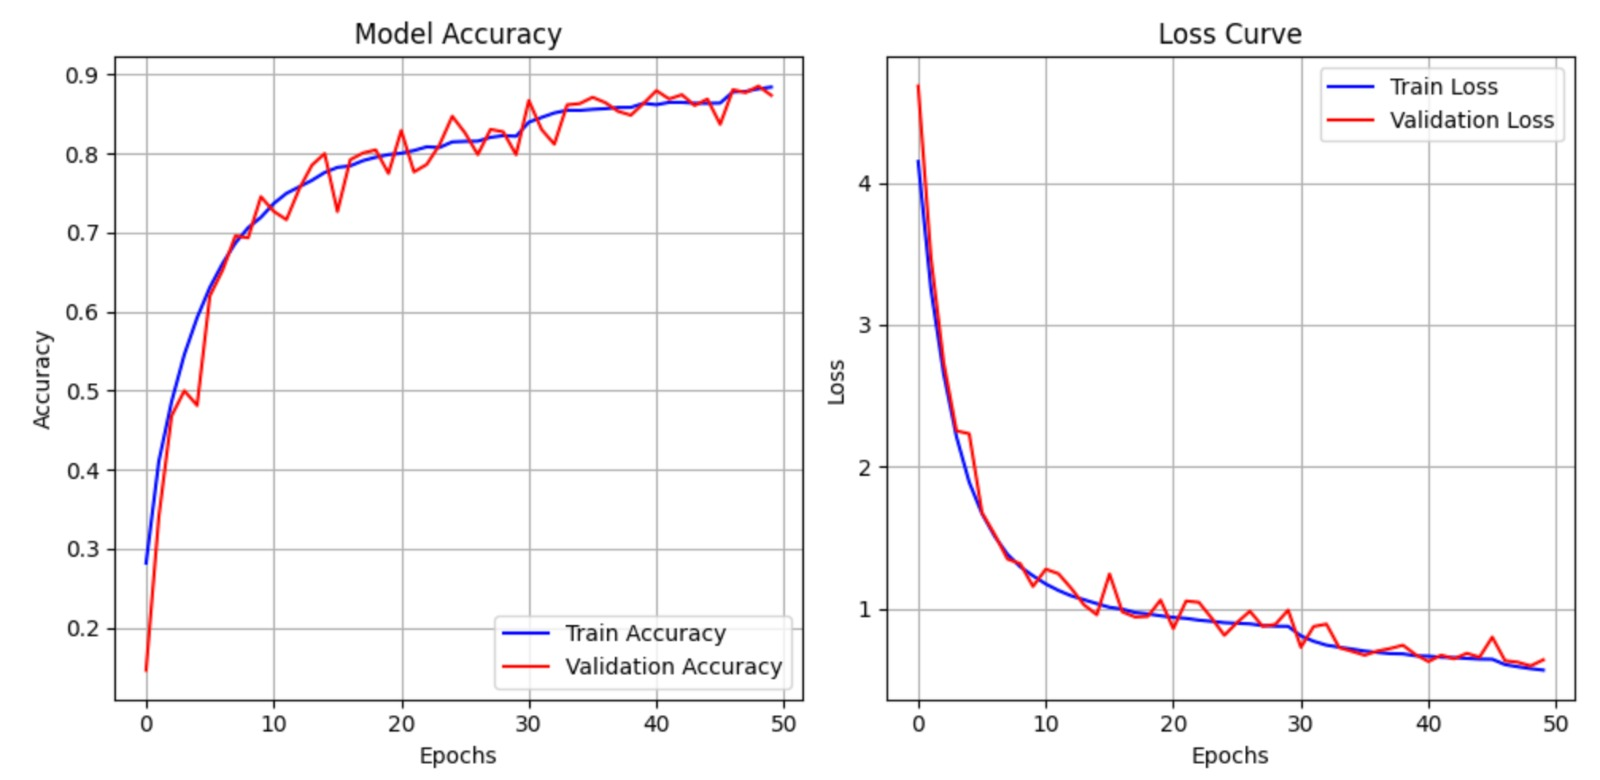 Model Accuracy
0.9
0.8
0.7
0.6
0.5
0.4
0.3
0.2
Accuracy
0 10 20 30 40 50
Epochs
Train Accuracy
Validation Accuracy
Loss Curve
4
3
2
1
Loss
0 10 20 30 40 50
Epochs
Train Loss
Validation Loss